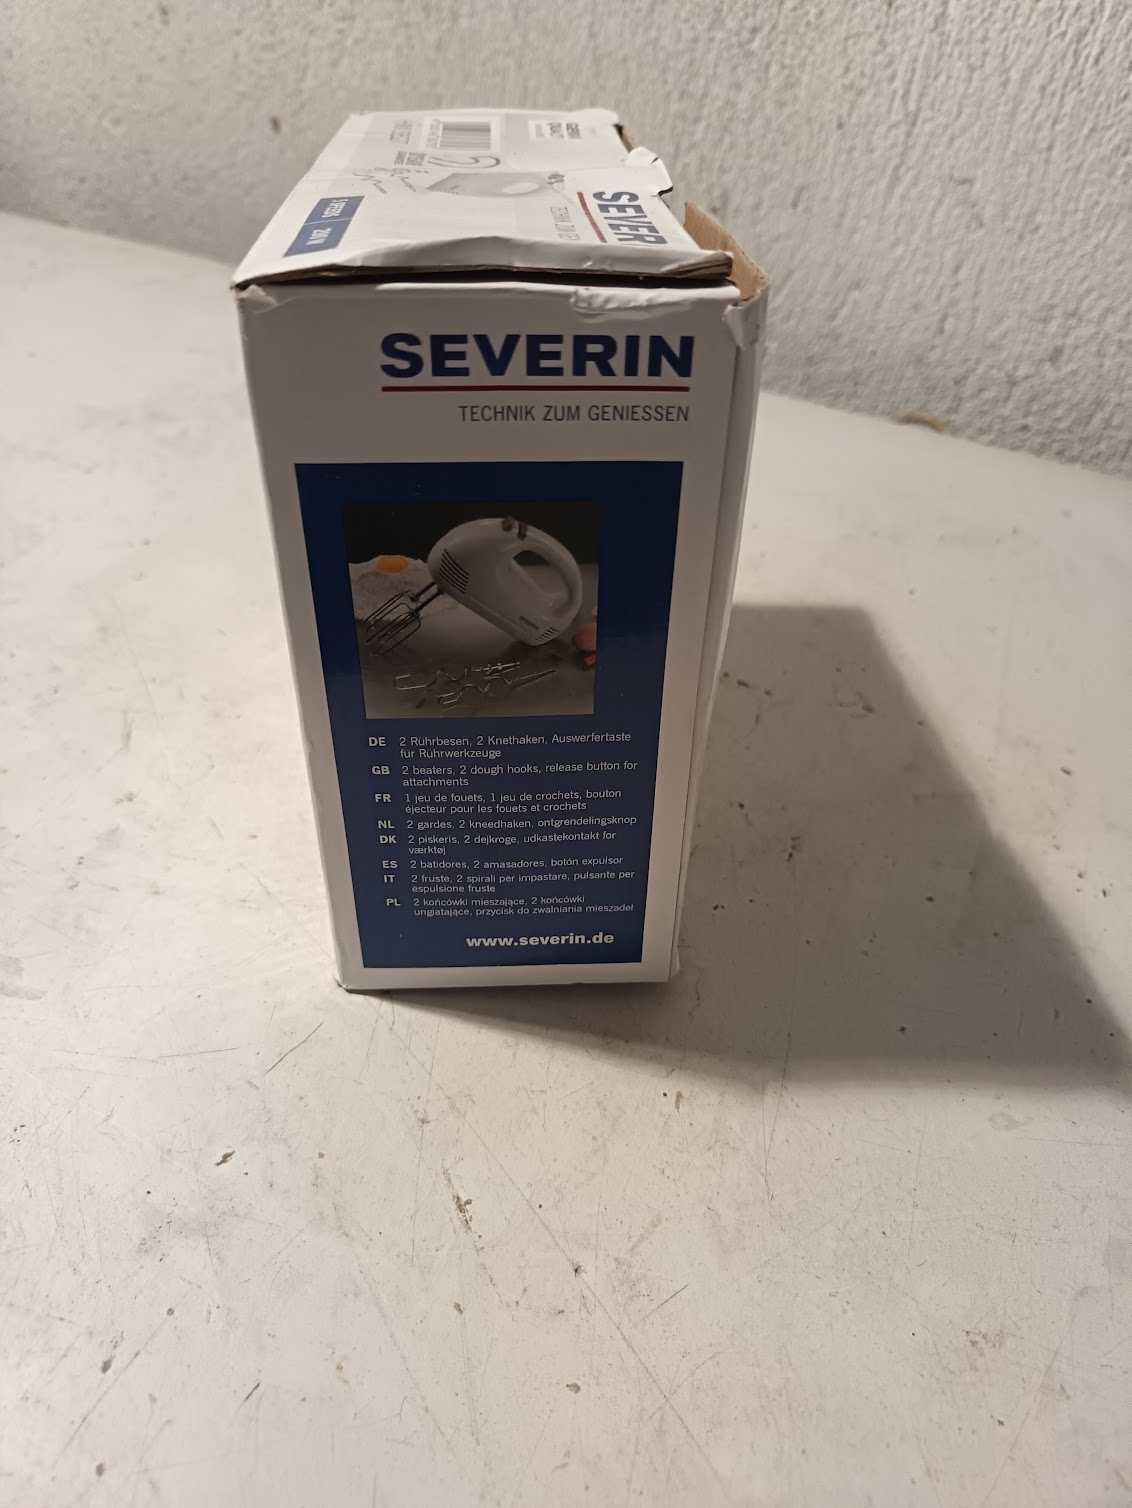 SEVER
5 SPEEDS
SEVERIN
TECHNIK ZUM GENIESSEN
DE 2 Rührbesen, 2 Knethaken, Auswerfertaste
für Rührwerkzeuge
GB 2 beaters, 2 dough hooks, release button for
attachments
FR 1 jeu de fouets, 1 jeu de crochets, bouton
éjecteur pour les fouets et crochets
NL 2 gardes, 2 kneedhaken, ontgrendelingsknop
DK 2 piskeris, 2 dejkroge, udkastekontakt for
værktøj
ES 2 batidores, 2 amasadores, botón expulsor
IT 2 fruste, 2 spirali per impastare, pulsante per
espulsione fruste
PL 2 końcówki mieszające, 2 końcówki
ungiatające, przycisk do zwalniania mieszadeł
www.severin.de